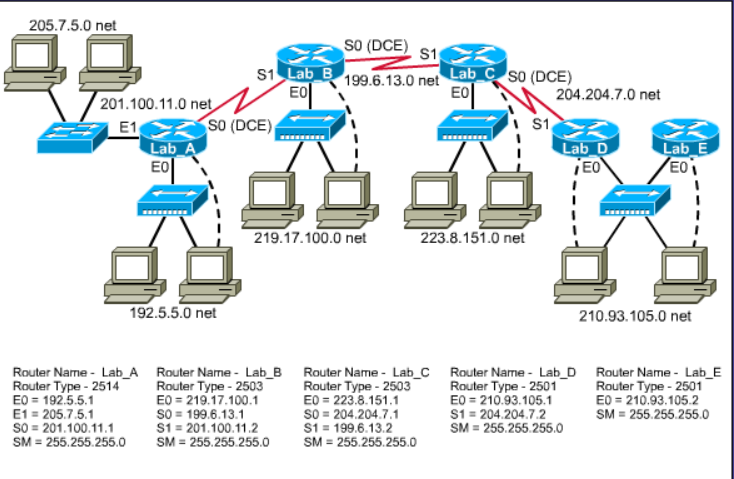 205.7.5.0 net
S0 (DCE)
S1
Lab_B
S1
199.6.13.0 net
Lab_C
S0 (DCE)
E0
E0
204.204.7.0 net
201.100.11.0 net
E1
S0 (DCE)
S1
Lab_A
Lab_D
Lab_E
E0
E0
E0
219.17.100.0 net
223.8.151.0 net
192.5.5.0 net
210.93.105.0 net
Router Name - Lab_A
Router Type - 2514
E0 = 192.5.5.1
E1 = 205.7.5.1
S0 = 201.100.11.1
SM = 255.255.255.0
Router Name - Lab_B
Router Type - 2503
E0 = 219.17.100.1
S0 = 199.6.13.1
S1 = 201.100.11.2
SM = 255.255.255.0
Router Name - Lab_C
Router Type - 2503
E0 = 223.8.151.1
S0 = 204.204.7.1
S1 = 199.6.13.2
SM = 255.255.255.0
Router Name - Lab_D
Router Type - 2501
E0 = 210.93.105.1
S1 = 204.204.7.2
SM = 255.255.255.0
Router Name - Lab_E
Router Type - 2501
E0 = 210.93.105.2
SM = 255.255.255.0